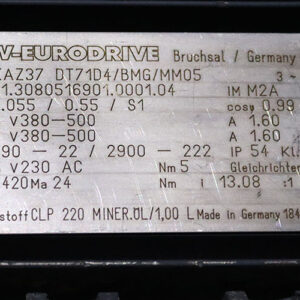 V-EURODRIVE Bruchsal / Germany
KAZ37 DT71D4/BMG/MM05 3~
1.3080516901.0001.04 IM M2A
.055 / 0.55 / S1 cosφ 0.99
V380-500 A 1.60
V380-500 A 1.60
90 - 22 / 2900 - 222 IP 54 Kl.
V230 AC Nm 5 Gleichrichter
420 Ma 24 Nm i 13.08 :1
stoff CLP 220 MINER.ÖL/1,00 L Made in Germany 184